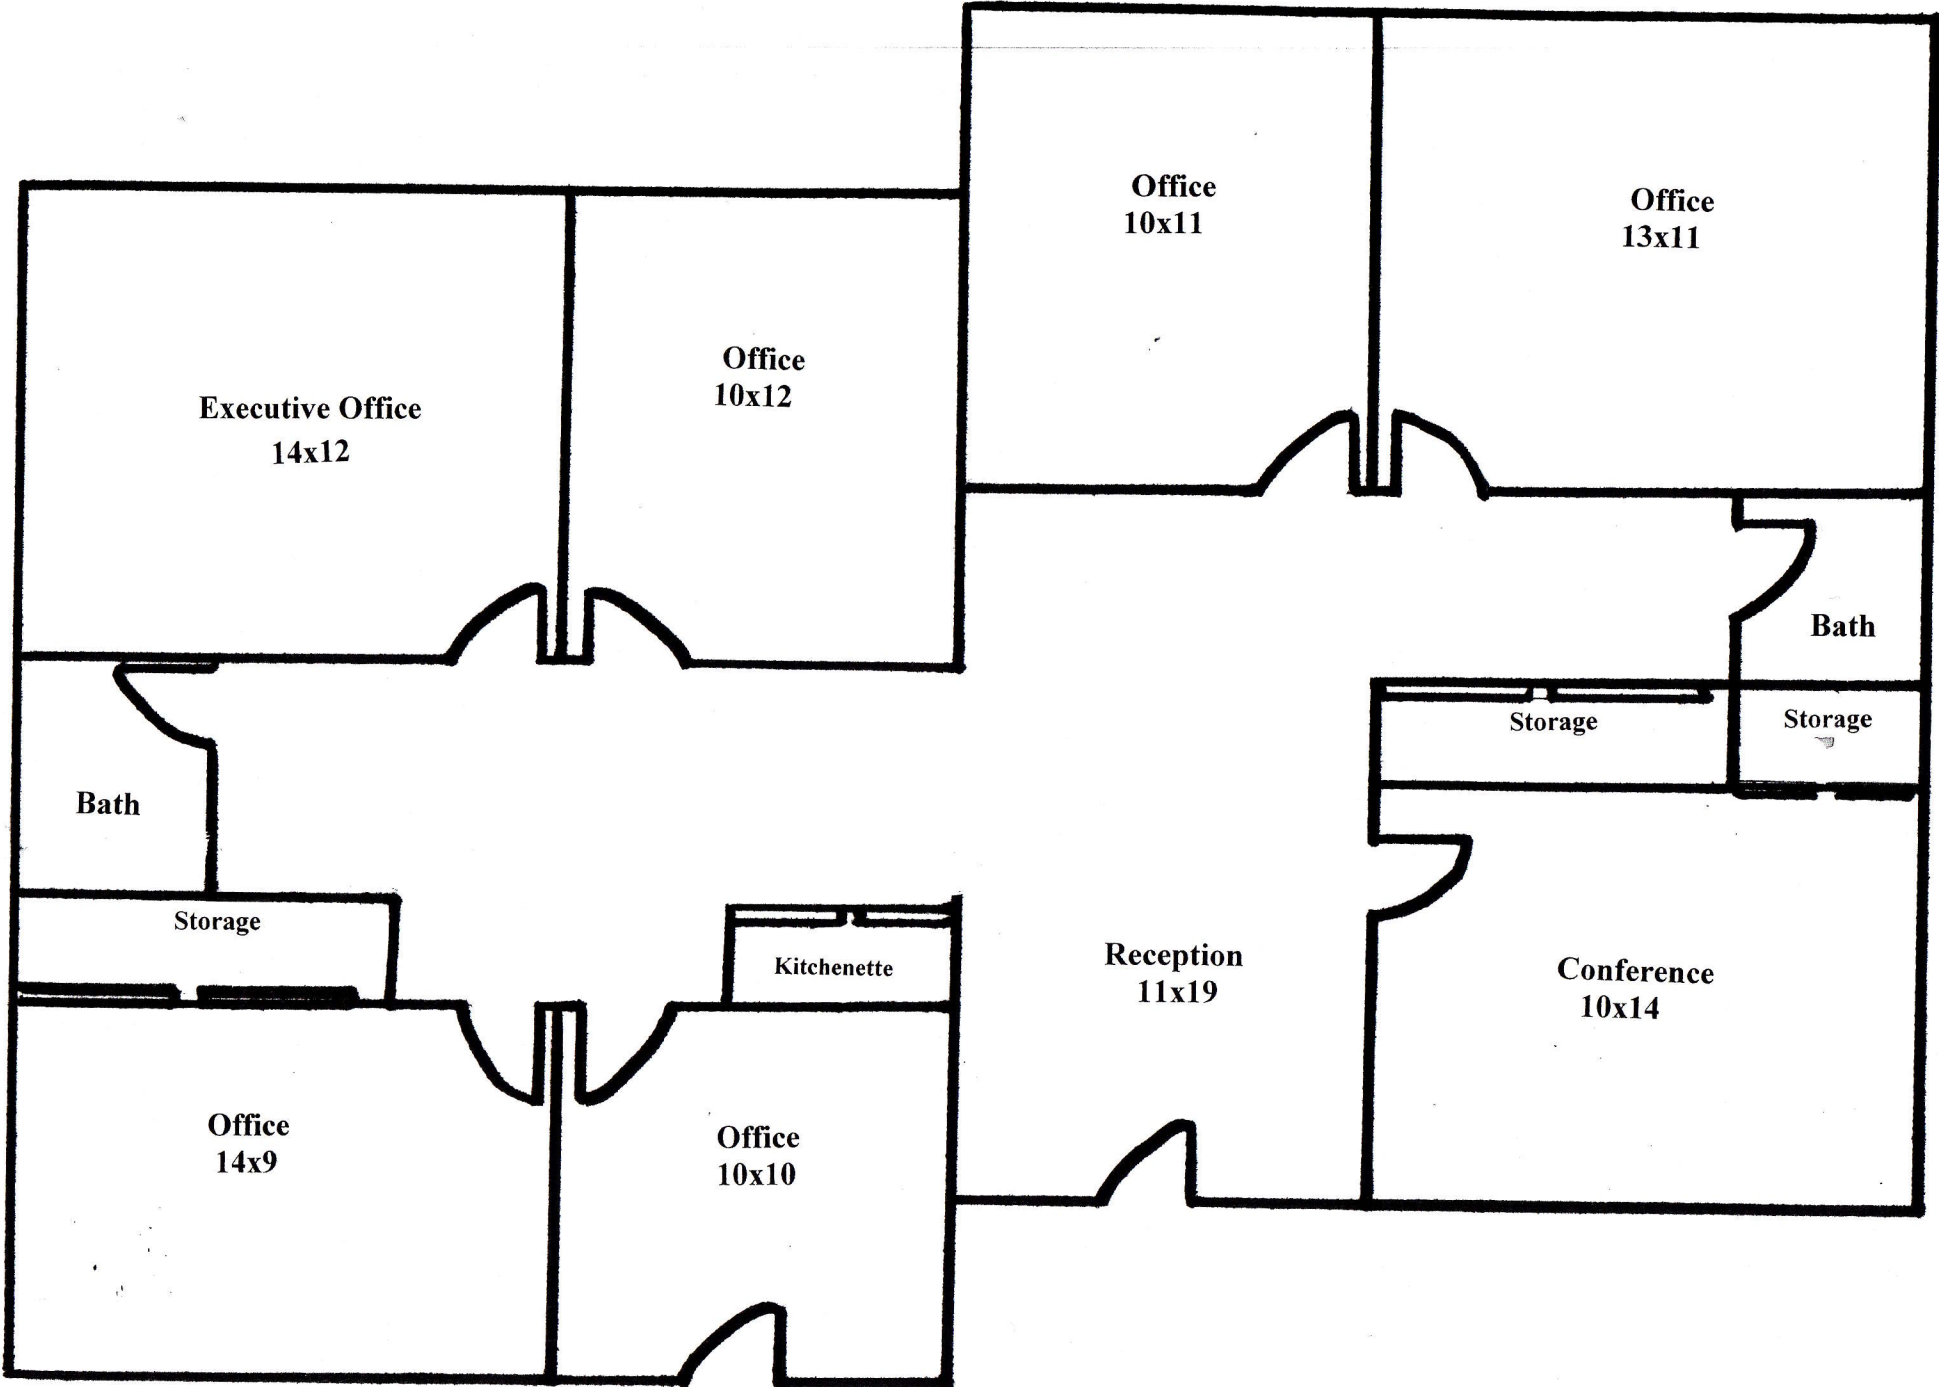 Office
10x11
Office
13x11
Office
10x12
Executive Office
14x12
Bath
Storage
Storage
Bath
Storage
Kitchenette
Reception
11x19
Conference
10x14
Office
14x9
Office
10x10